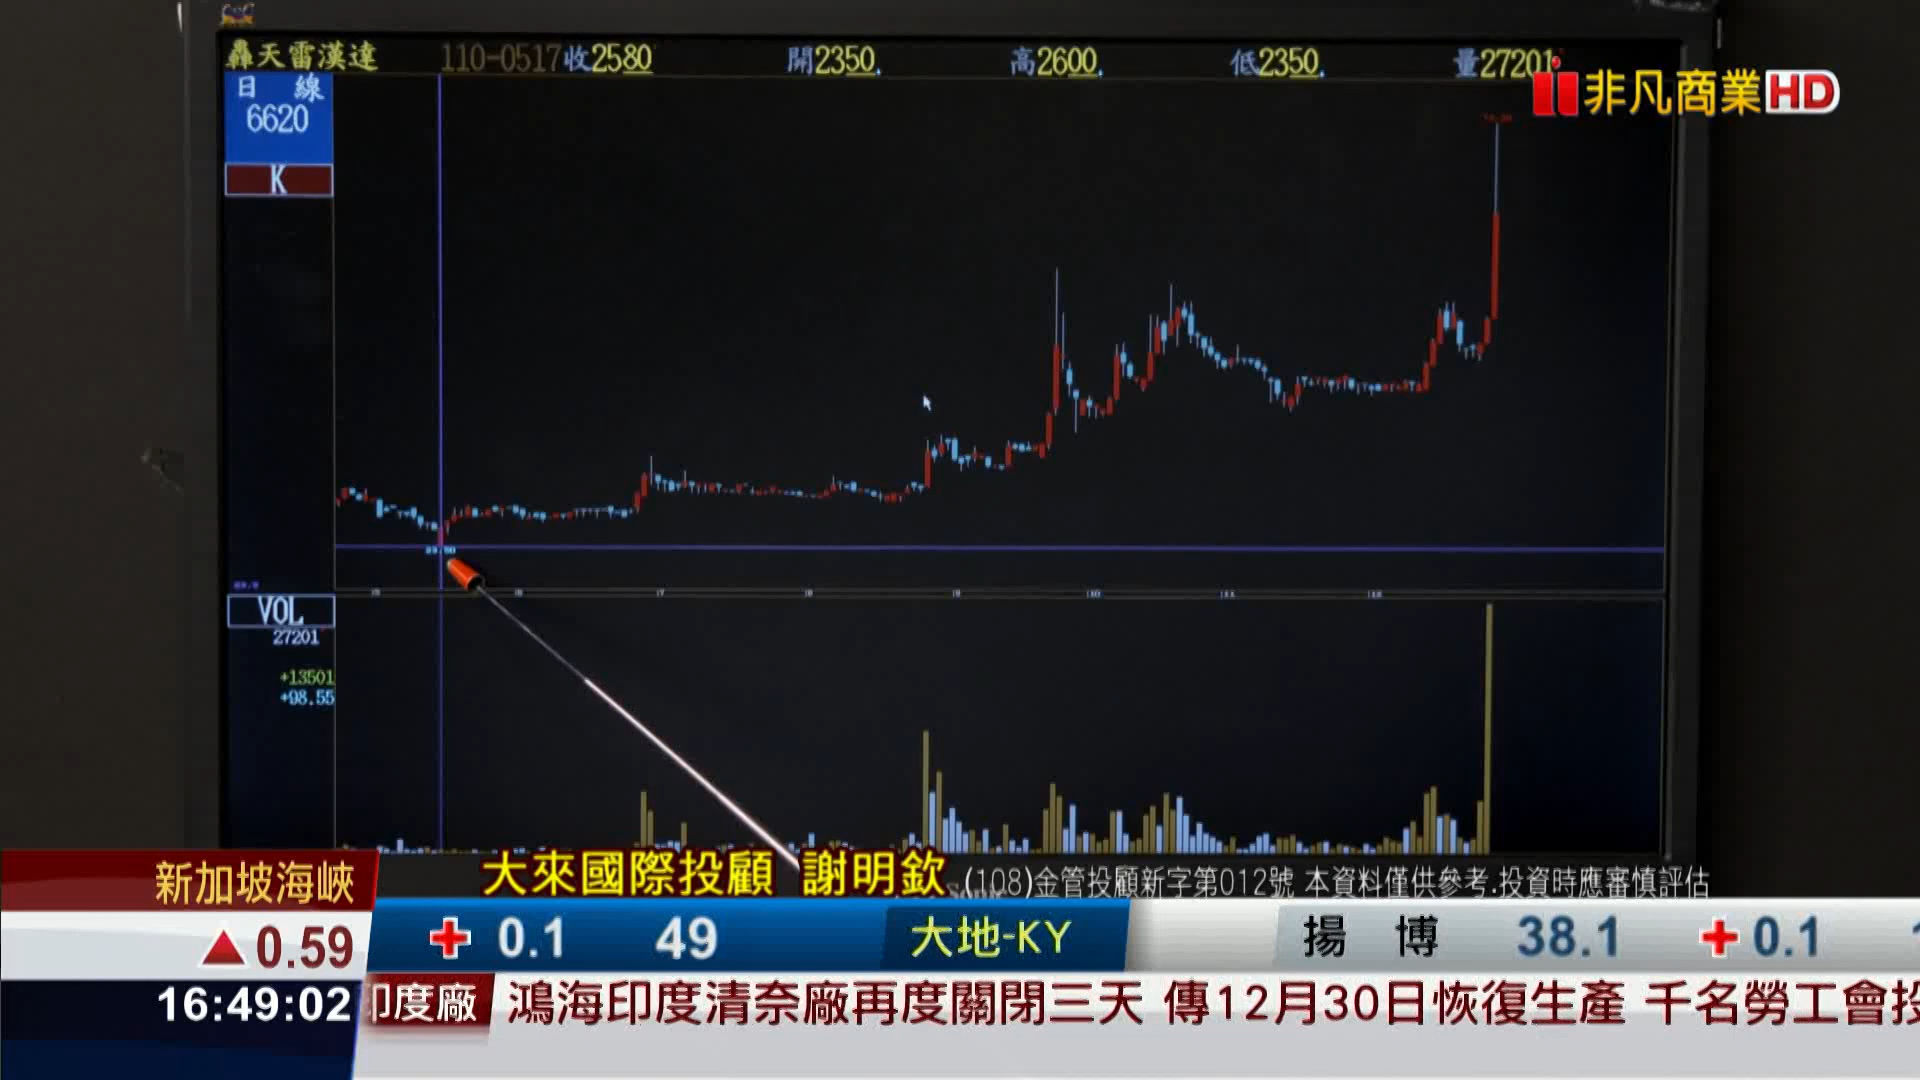 轟天雷漢達 110-0517收2580 開2350. 高2600. 低2350. 量27201
非凡商業HD
日 線
6620
K
VOL
27201
+13501
+98.55
大來國際投顧 謝明欽 (108)金管投顧新字第012號 本資料僅供參考.投資時應審慎評估
新加坡海峽
▲0.59
+ 0.1 49 大地-KY 揚 博 38.1 + 0.1
16:49:02
印度廠 鴻海印度清奈廠再度關閉三天 傳12月30日恢復生產 千名勞工會投